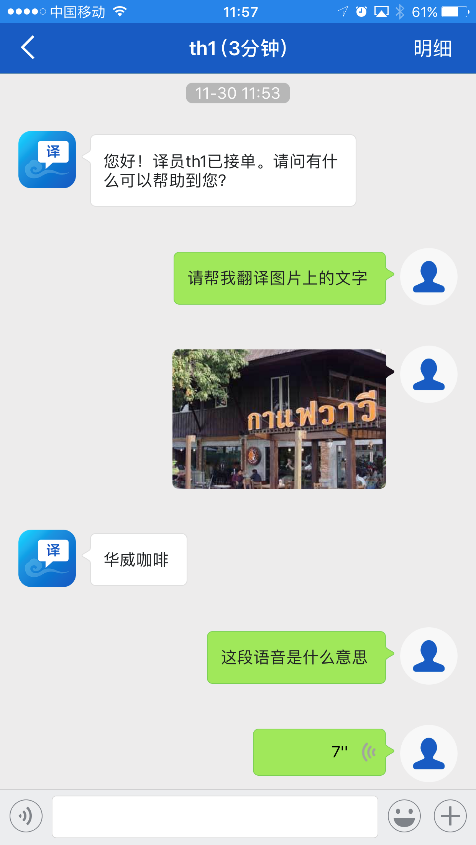 中国移动
11:57
61%
th1(3分钟)
明细
11-30 11:53
译
您好！译员th1已接单。请问有什
么可以帮助到您?
请帮我翻译图片上的文字
กาแฟวาวี
译
华威咖啡
这段语音是什么意思
7''